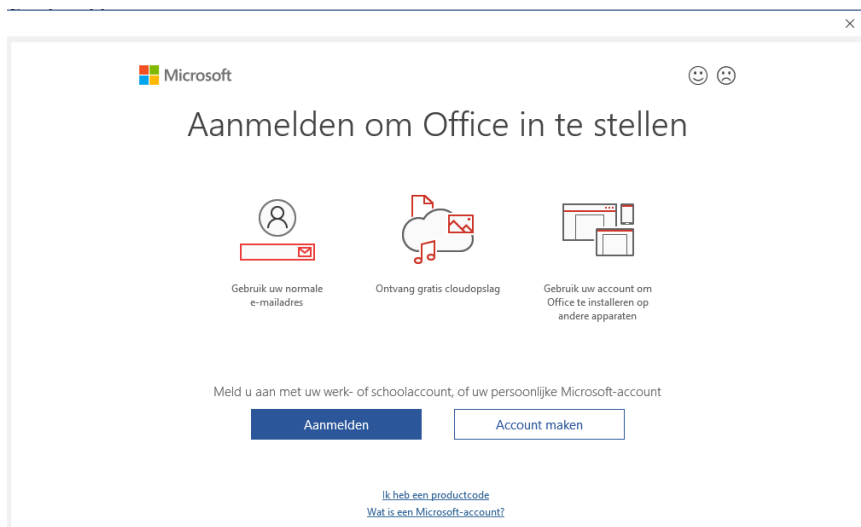 Microsoft
Aanmelden om Office in te stellen
Gebruik uw normale
e-mailadres
Ontvang gratis cloudopslag
Gebruik uw account om
Office te installeren op
andere apparaten
Meld u aan met uw werk- of schoolaccount, of uw persoonlijke Microsoft-account
Aanmelden
Account maken
Ik heb een productcode
Wat is een Microsoft-account?